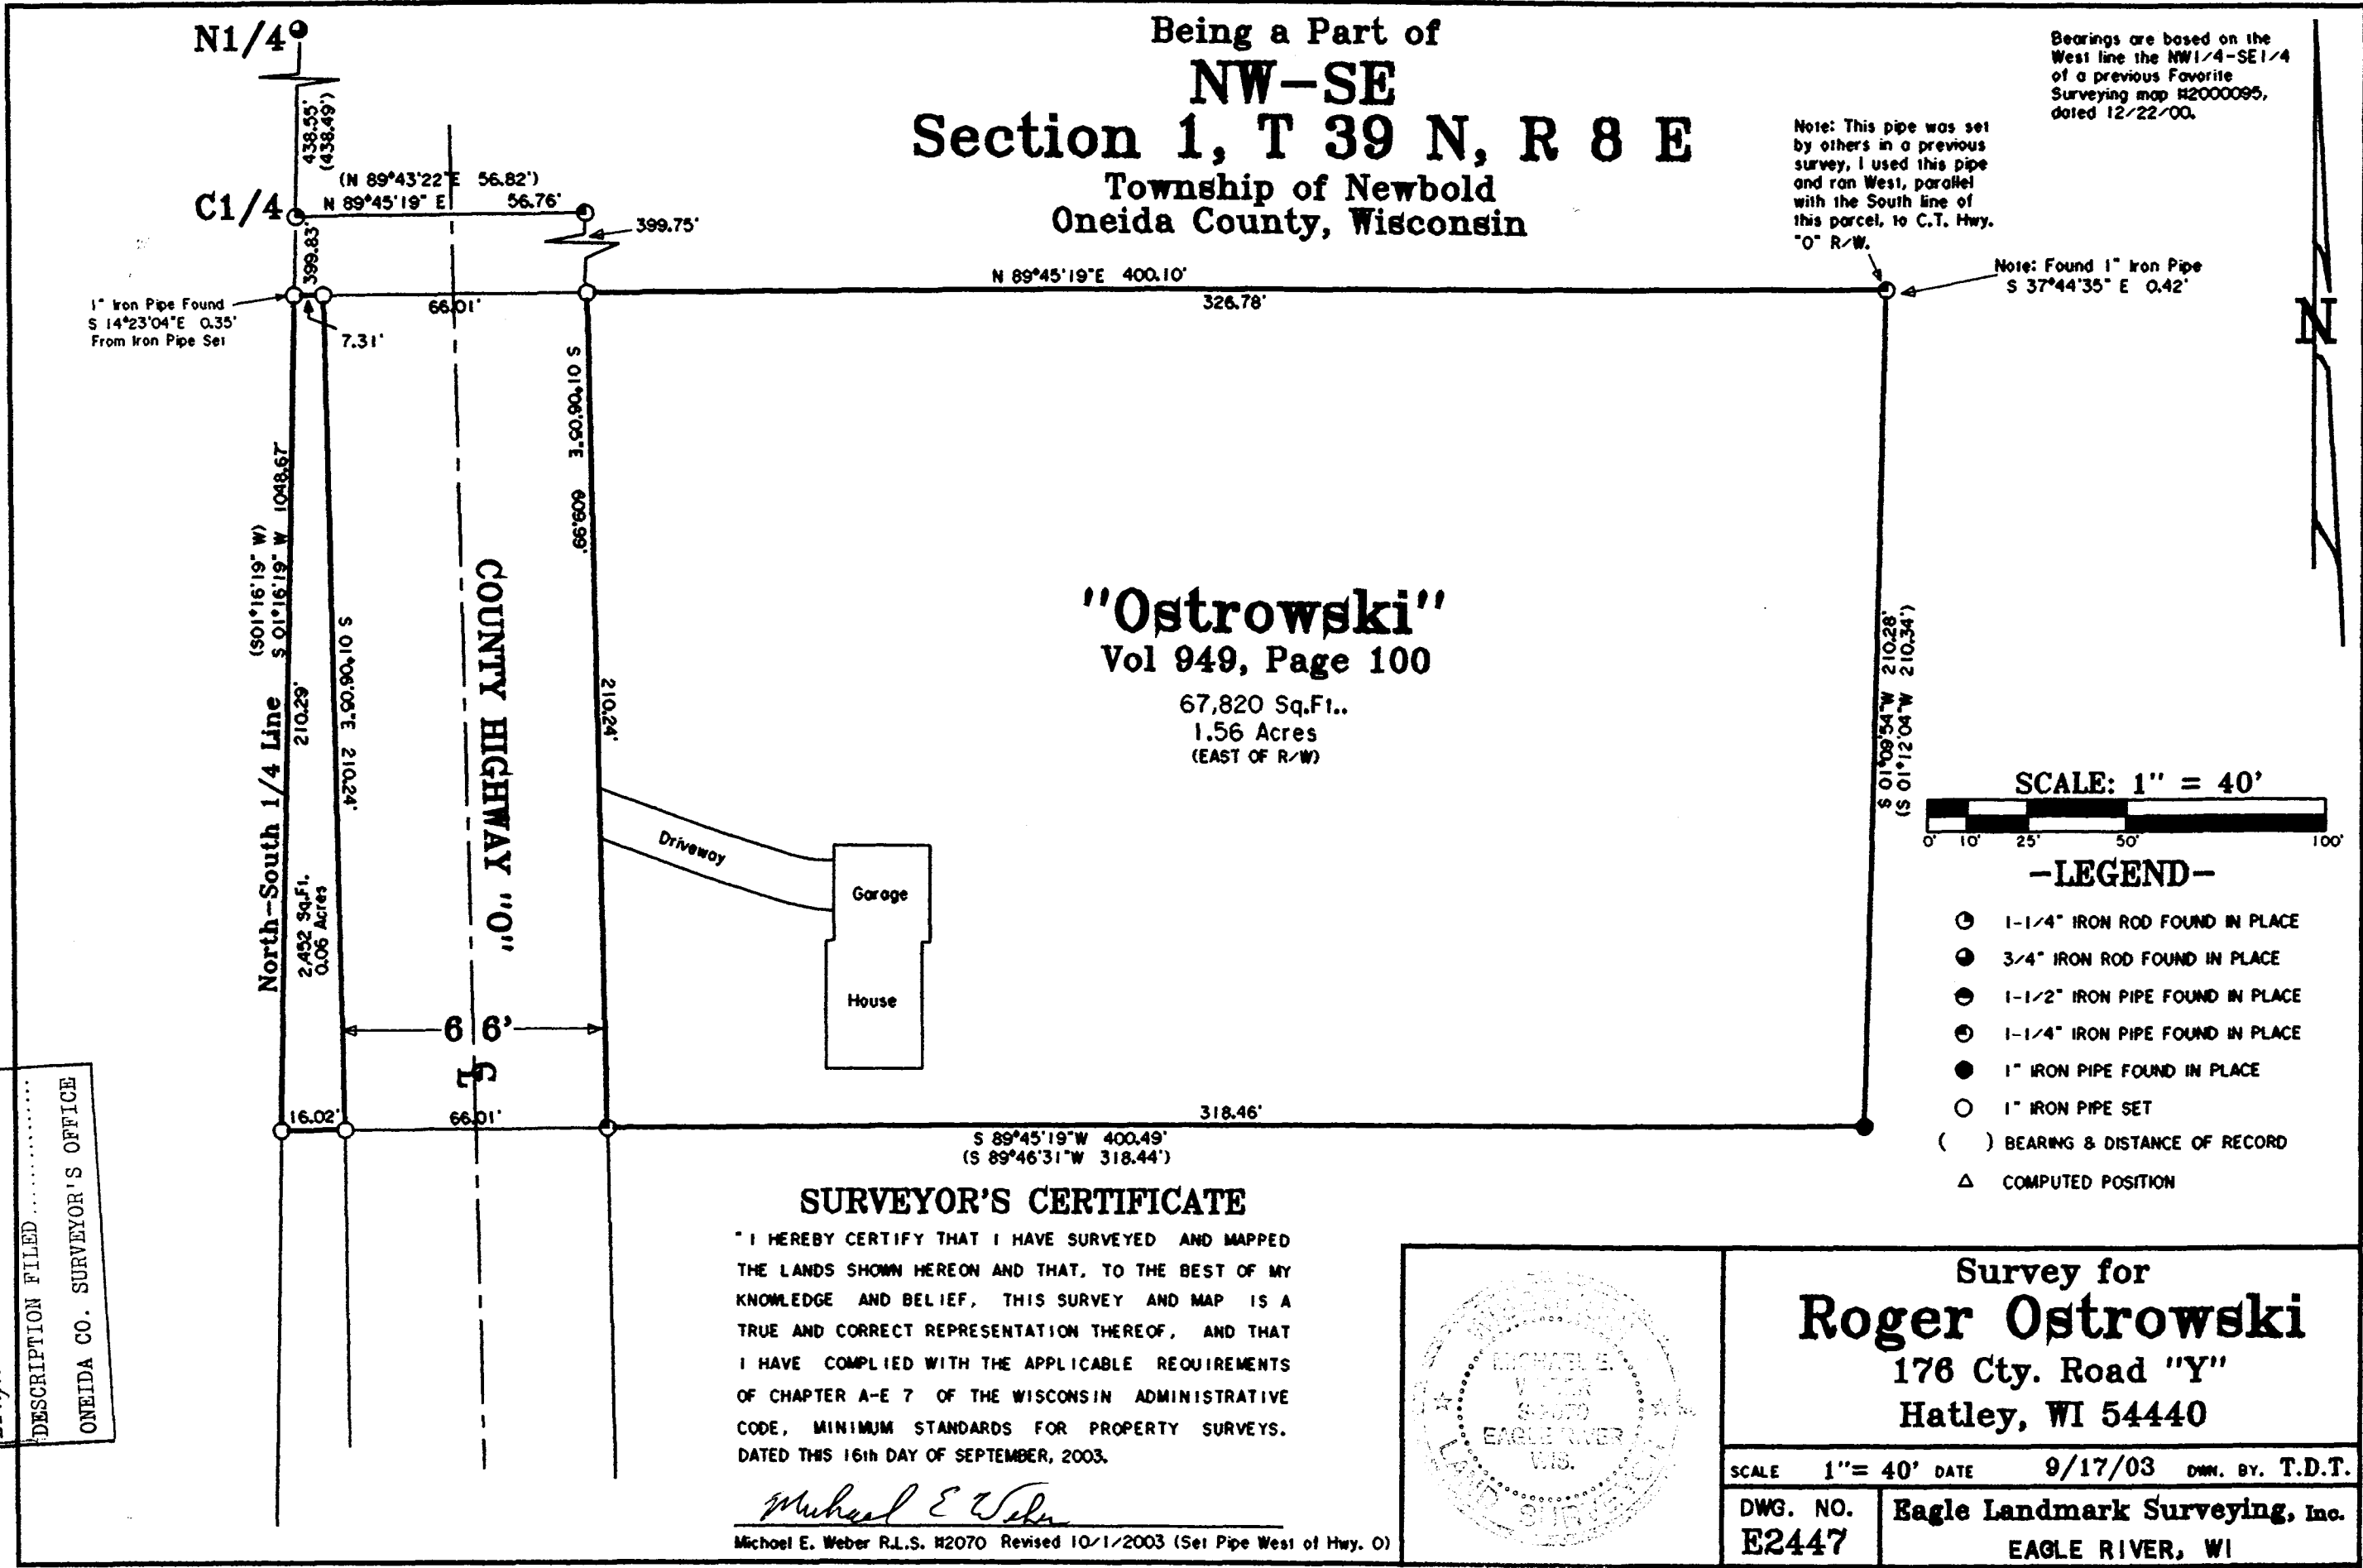 N1/4
438.55'
(438.49')
(N 89°43'22"E 56.82')
C1/4
N 89°45'19" E
56.76'
399.75'
399.83'
Being a Part of
NW-SE
Section 1, T 39 N, R 8 E
Township of Newbold
Oneida County, Wisconsin
Bearings are based on the
West line the NW1/4-SE1/4
of a previous Favorite
Surveying map #2000095,
dated 12/22/00.
Note: This pipe was set
by others in a previous
survey, I used this pipe
and ran West, parallel
with the South line of
this parcel, to C.T. Hwy.
"O" R/W.
Note: Found 1" Iron Pipe
S 37°44'35" E 0.42'
N
1" Iron Pipe Found
S 14°23'04"E 0.35'
From Iron Pipe Set
7.31'
66.01'
N 89°45'19"E 400.10'
326.78'
S 01°06'05"E 609.99'
210.24'
(S01°16'19" W)
S 01°16'19" W 1048.67'
North-South 1/4 Line
210.29'
2,452 Sq.Ft.
0.06 Acres
S 01°06'05"E 210.24'
COUNTY HIGHWAY "O"
66'
CL
"Ostrowski"
Vol 949, Page 100
67,820 Sq.Ft..
1.56 Acres
(EAST OF R/W)
Driveway
Garage
House
S 01°09'54"W 210.28'
(S 01°12'04"W 210.34')
16.02'
66.01'
318.46'
S 89°45'19"W 400.49'
(S 89°46'31"W 318.44')
SCALE: 1" = 40'
0' 10' 25' 50' 100'
-LEGEND-
1-1/4" IRON ROD FOUND IN PLACE
3/4" IRON ROD FOUND IN PLACE
1-1/2" IRON PIPE FOUND IN PLACE
1-1/4" IRON PIPE FOUND IN PLACE
1" IRON PIPE FOUND IN PLACE
1" IRON PIPE SET
( ) BEARING & DISTANCE OF RECORD
COMPUTED POSITION
DESCRIPTION FILED..............
ONEIDA CO. SURVEYOR'S OFFICE
SURVEYOR'S CERTIFICATE
" I HEREBY CERTIFY THAT I HAVE SURVEYED AND MAPPED
THE LANDS SHOWN HEREON AND THAT, TO THE BEST OF MY
KNOWLEDGE AND BELIEF, THIS SURVEY AND MAP IS A
TRUE AND CORRECT REPRESENTATION THEREOF, AND THAT
I HAVE COMPLIED WITH THE APPLICABLE REQUIREMENTS
OF CHAPTER A-E 7 OF THE WISCONSIN ADMINISTRATIVE
CODE, MINIMUM STANDARDS FOR PROPERTY SURVEYS.
DATED THIS 16th DAY OF SEPTEMBER, 2003.
Michael E Weber
Michael E. Weber R.L.S. #2070 Revised 10/1/2003 (Set Pipe West of Hwy. O)
MICHAEL E.
WEBER
S-2070
EAGLE RIVER
WIS.
LAND SURVEYOR
Survey for
Roger Ostrowski
176 Cty. Road "Y"
Hatley, WI 54440
SCALE 1"= 40' DATE 9/17/03 DWN. BY. T.D.T.
DWG. NO.
E2447
Eagle Landmark Surveying, Inc.
EAGLE RIVER, WI